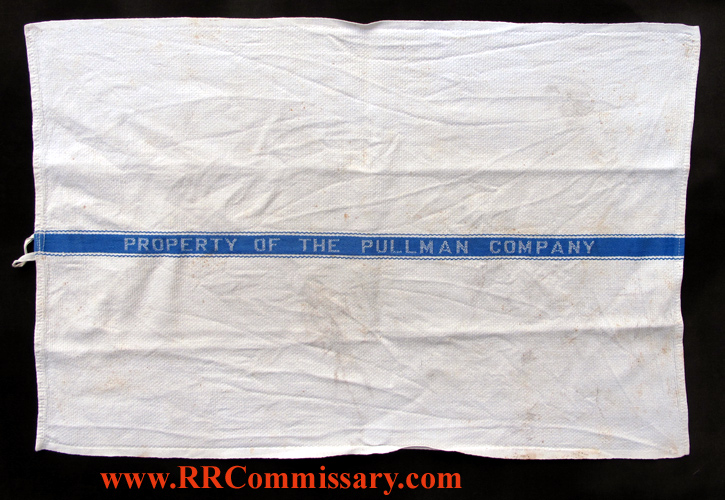 PROPERTY OF THE PULLMAN COMPANY
www.RRCommissary.com